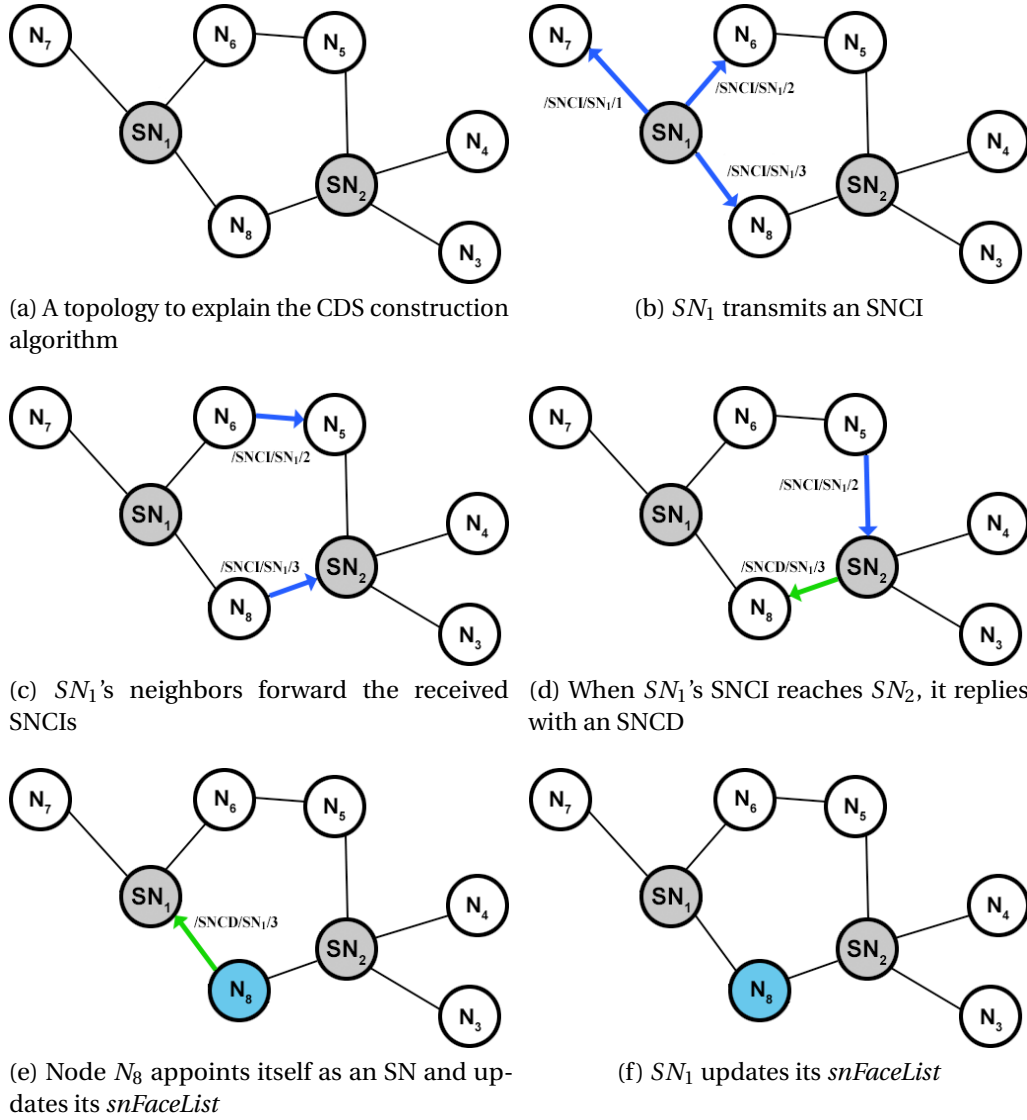 N7
N6
N5
SN1
N4
SN2
N8
N3
(a) A topology to explain the CDS construction
algorithm
N7
N6
N5
/SNCI/SN1/1
/SNCI/SN1/2
SN1
N4
/SNCI/SN1/3
SN2
N8
N3
(b) SN1 transmits an SNCI
N7
N6
N5
/SNCI/SN1/2
SN1
N4
/SNCI/SN1/3
SN2
N8
N3
(c) SN1's neighbors forward the received
SNCIs
N7
N6
N5
/SNCI/SN1/2
SN1
N4
/SNCD/SN1/3
SN2
N8
N3
(d) When SN1's SNCI reaches SN2, it replies
with an SNCD
N7
N6
N5
SN1
/SNCD/SN1/3
N4
SN2
N8
N3
(e) Node N8 appoints itself as an SN and up-
dates its snFaceList
N7
N6
N5
SN1
N4
SN2
N8
N3
(f) SN1 updates its snFaceList